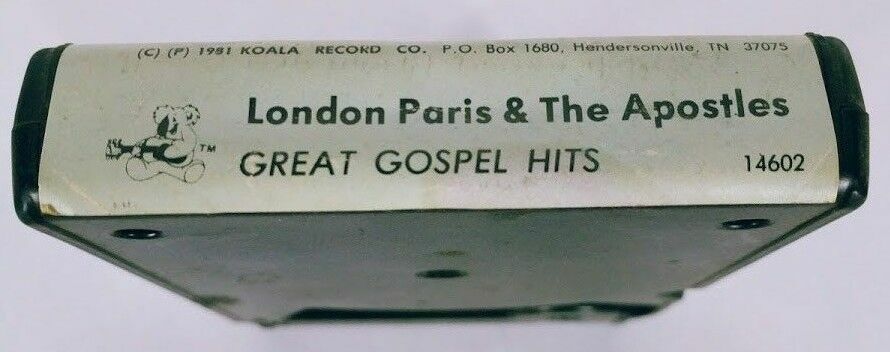 (C) (P) 1981 KOALA RECORD CO. P.O. Box 1680, Hendersonville, TN 37075
London Paris & The Apostles
TM
GREAT GOSPEL HITS 14602